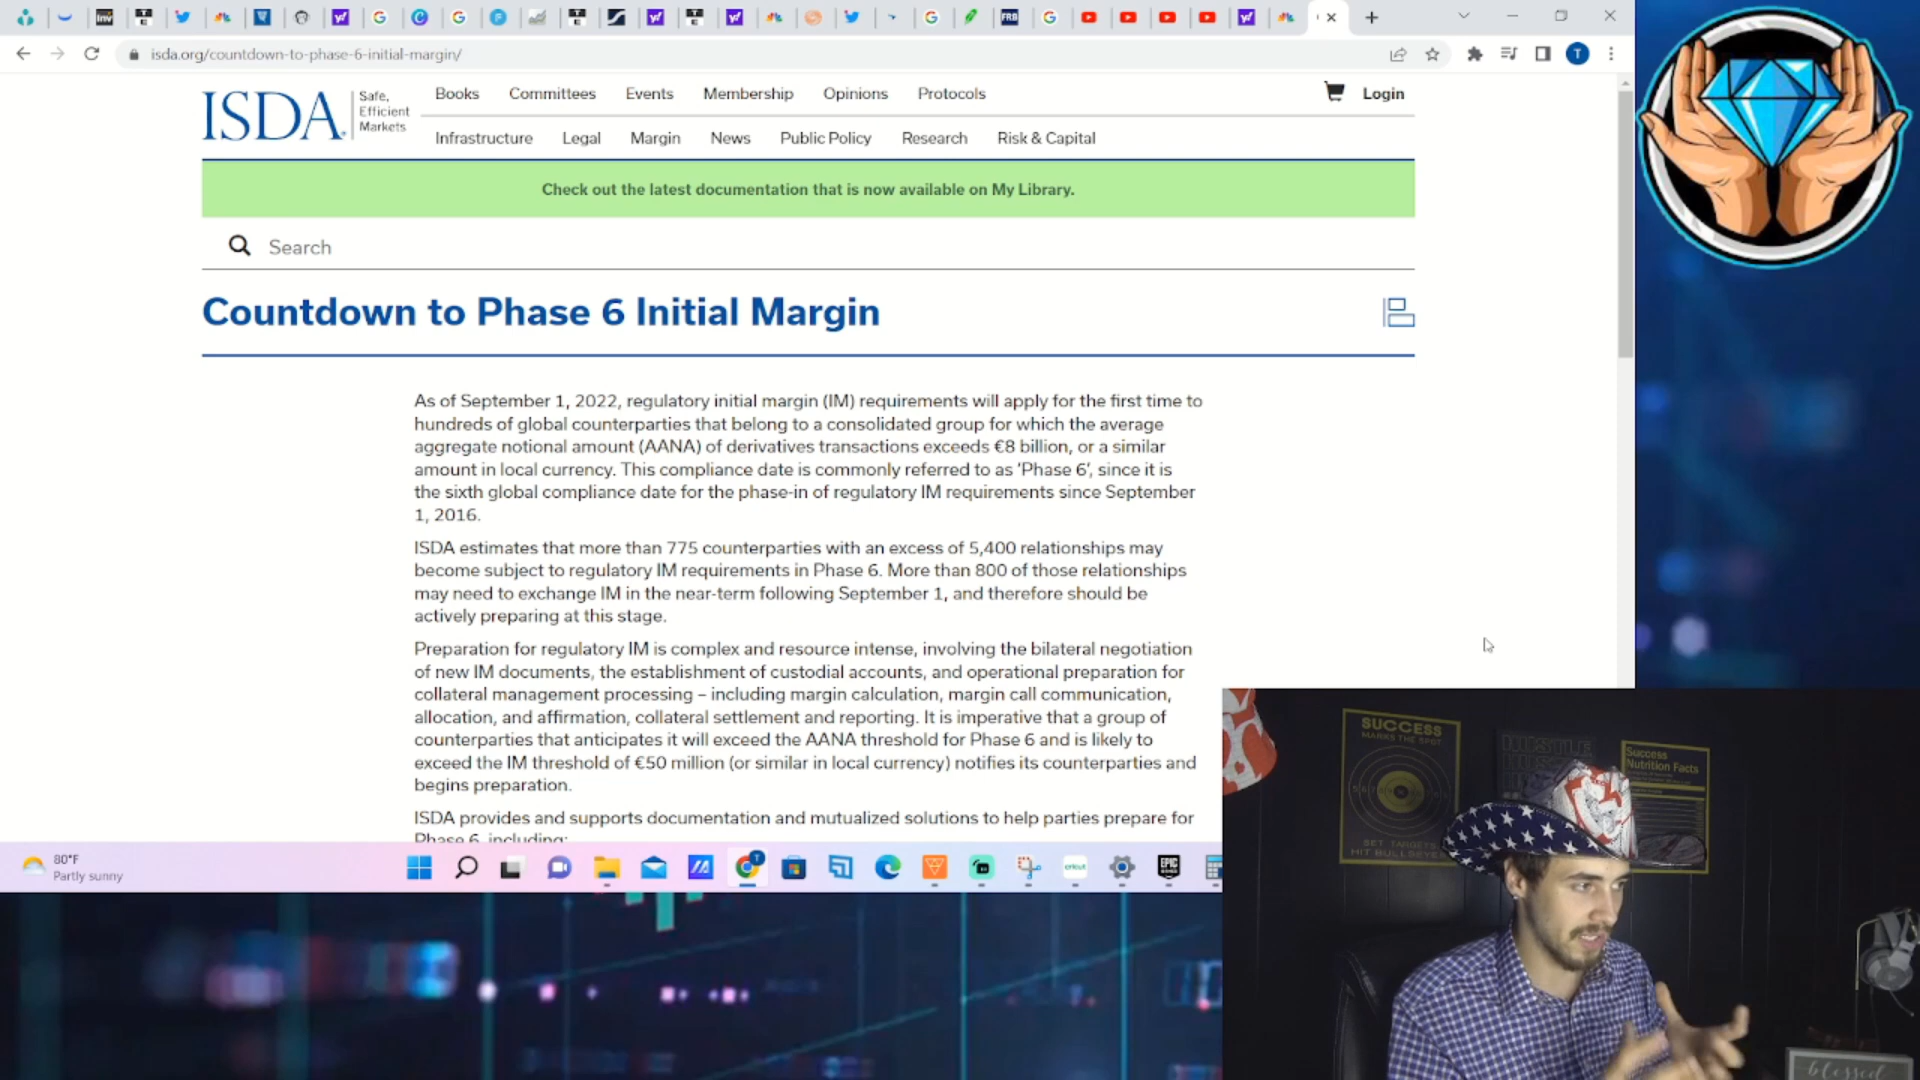 isda.org/countdown-to-phase-6-initial-margin/
T
ISDA
Safe,
Efficient
Markets
Books Committees Events Membership Opinions Protocols
Login
Infrastructure Legal Margin News Public Policy Research Risk & Capital
Check out the latest documentation that is now available on My Library.
Search
Countdown to Phase 6 Initial Margin
As of September 1, 2022, regulatory initial margin (IM) requirements will apply for the first time to
hundreds of global counterparties that belong to a consolidated group for which the average
aggregate notional amount (AANA) of derivatives transactions exceeds €8 billion, or a similar
amount in local currency. This compliance date is commonly referred to as ‘Phase 6’, since it is
the sixth global compliance date for the phase-in of regulatory IM requirements since September
1, 2016.
ISDA estimates that more than 775 counterparties with an excess of 5,400 relationships may
become subject to regulatory IM requirements in Phase 6. More than 800 of those relationships
may need to exchange IM in the near-term following September 1, and therefore should be
actively preparing at this stage.
Preparation for regulatory IM is complex and resource intense, involving the bilateral negotiation
of new IM documents, the establishment of custodial accounts, and operational preparation for
collateral management processing – including margin calculation, margin call communication,
allocation, and affirmation, collateral settlement and reporting. It is imperative that a group of
counterparties that anticipates it will exceed the AANA threshold for Phase 6 and is likely to
exceed the IM threshold of €50 million (or similar in local currency) notifies its counterparties and
begins preparation.
ISDA provides and supports documentation and mutualized solutions to help parties prepare for
Phase 6, including:
80°F
Partly sunny
cricut
EPIC
SUCCESS
MARKS THE SPOT
SET TARGETS
HIT BULLSEYE
HUSTLE
Success
Nutrition Facts
blessed